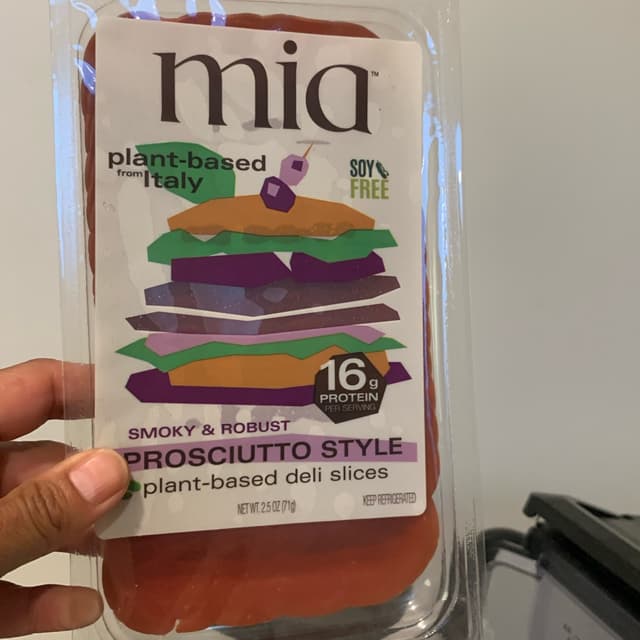 mia™
plant-based
from Italy
SOY
FREE
16g
PROTEIN
PER SERVING
SMOKY & ROBUST
PROSCIUTTO STYLE
plant-based deli slices
NET WT. 2.5 OZ (71g)
KEEP REFRIGERATED